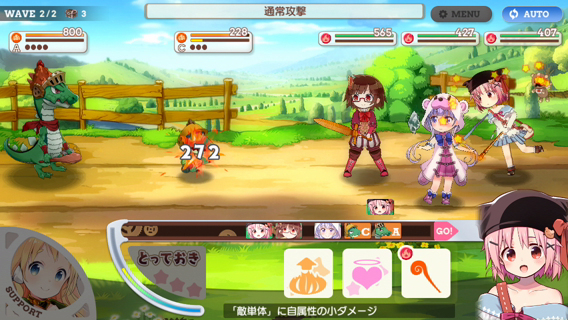 WAVE 2/2 3
通常攻撃
MENU
AUTO
800
A
228
C
565
427
407
272
C A GO!
とっておき
SUPPORT
「敵単体」に自属性の小ダメージ